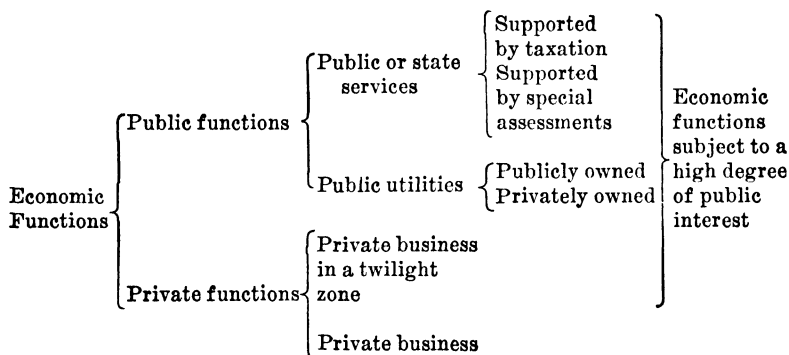 Economic
Functions
Public functions
Public or state
services
Supported
by taxation
Supported
by special
assessments
Public utilities
Publicly owned
Privately owned
Private functions
Private business
in a twilight
zone
Private business
Economic
functions
subject to a
high degree
of public
interest